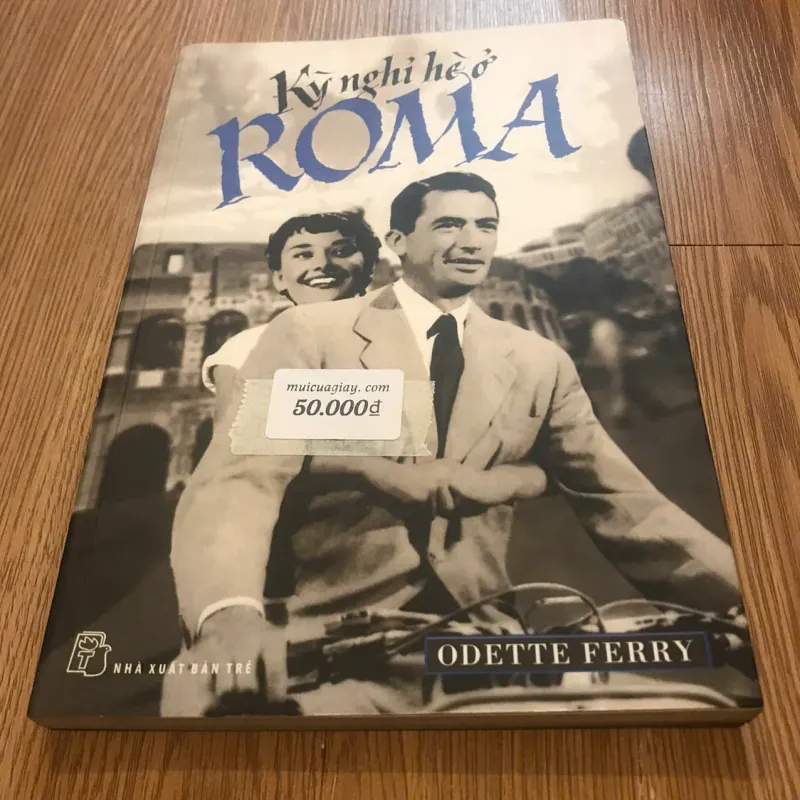 Kỳ nghỉ hè ở
ROMA
muicuagiay. com
50.000đ
ODETTE FERRY
NHÀ XUẤT BẢN TRẺ